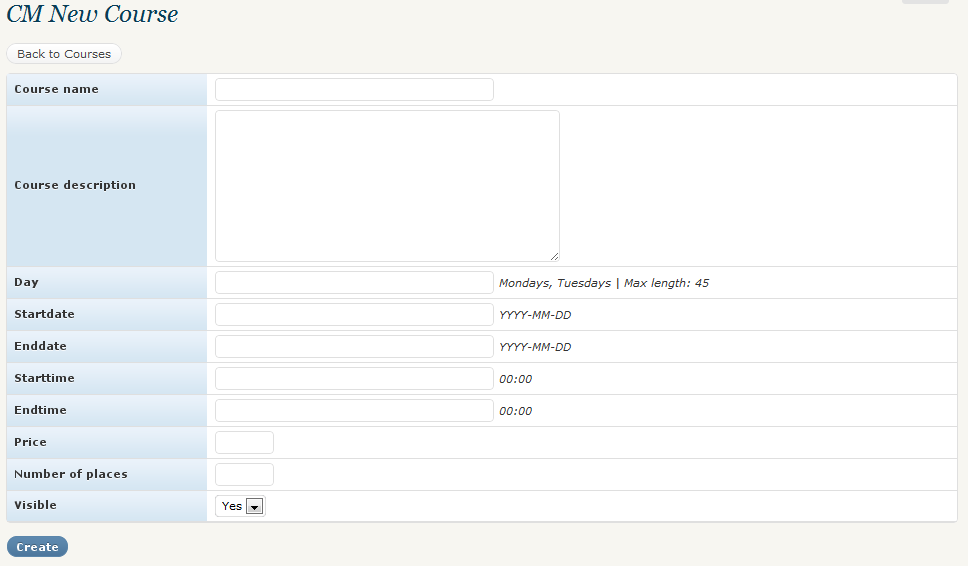 CM New Course
Back to Courses
Course name
Course description
Day Mondays, Tuesdays | Max length: 45
Startdate YYYY-MM-DD
Enddate YYYY-MM-DD
Starttime 00:00
Endtime 00:00
Price
Number of places
Visible Yes
Create